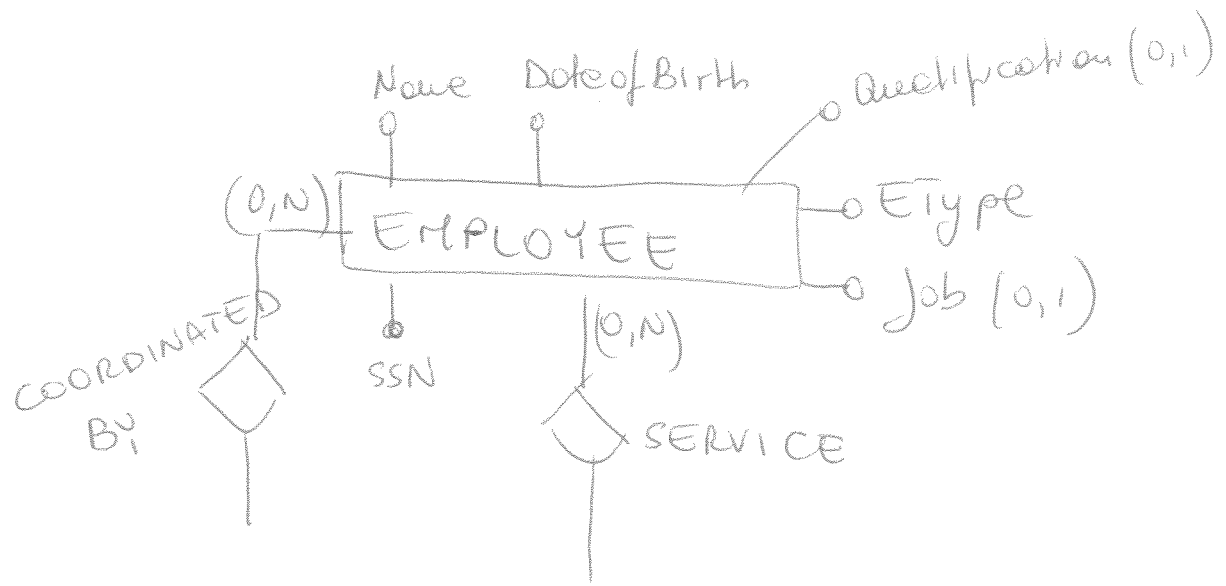 Name DateofBirth Qualification (0,1)
(0,N) EMPLOYEE EType
Job (0,1)
COORDINATED (0,N)
BY SSN
SERVICE